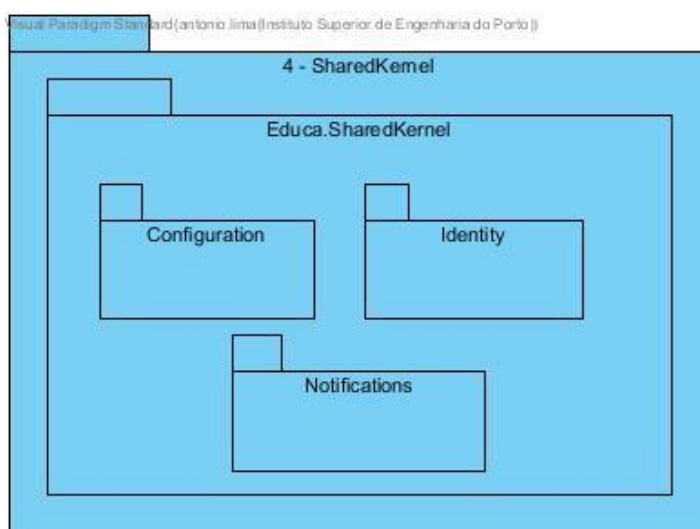 Visual Paradigm Standard(antonio.lima(Instituto Superior de Engenharia do Porto))
4 - SharedKernel
Educa.SharedKernel
Configuration
Identity
Notifications